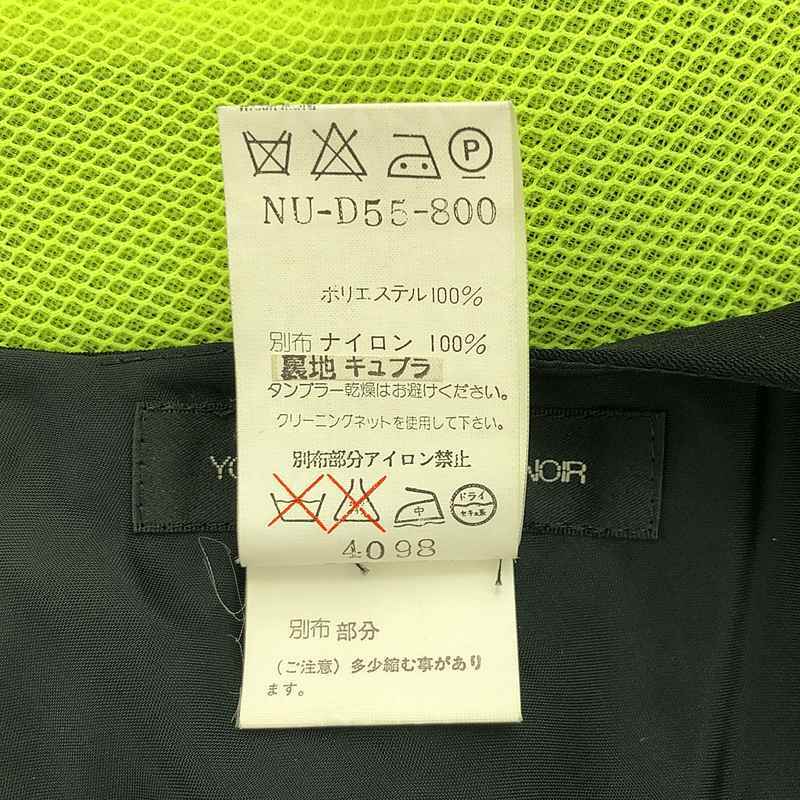 P
NU-D55-800
ポリエステル100%
別布 ナイロン 100%
裏地 キュプラ
タンブラー乾燥はお避けください。
クリーニングネットを使用して下さい。
別布部分アイロン禁止
中
ドライ
セキユ系
4098
YO
NOIR
別布 部分
(ご注意) 多少縮む事があり
ます。